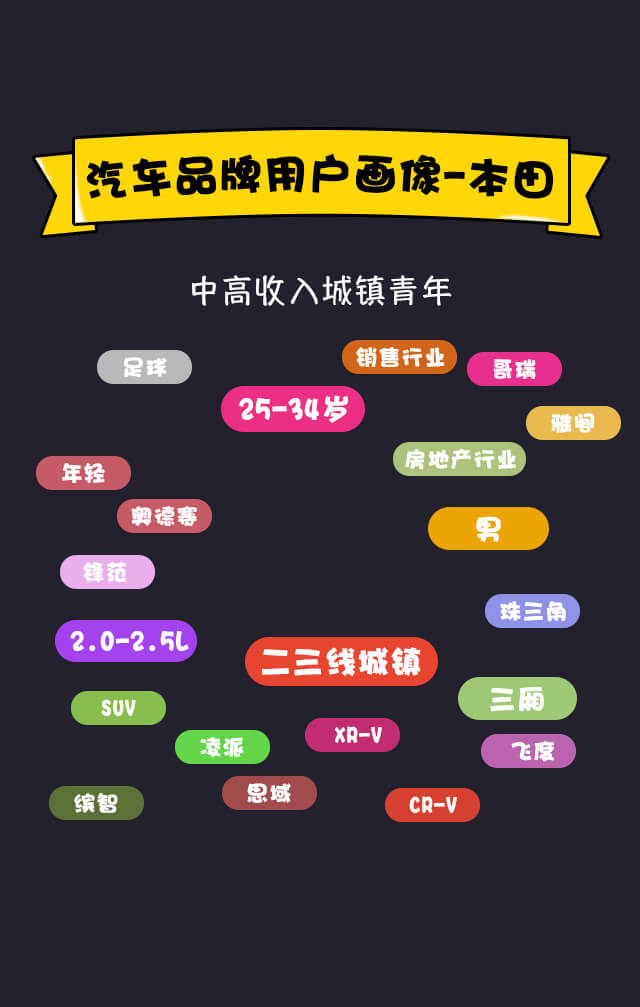 汽车品牌用户画像-本田
中高收入城镇青年
足球
销售行业
哥瑞
25-34岁
雅阁
房地产行业
年轻
奥德赛
男
锋范
珠三角
2.0-2.5L
二三线城镇
三厢
SUV
XR-V
凌派
飞度
思域
缤智
CR-V